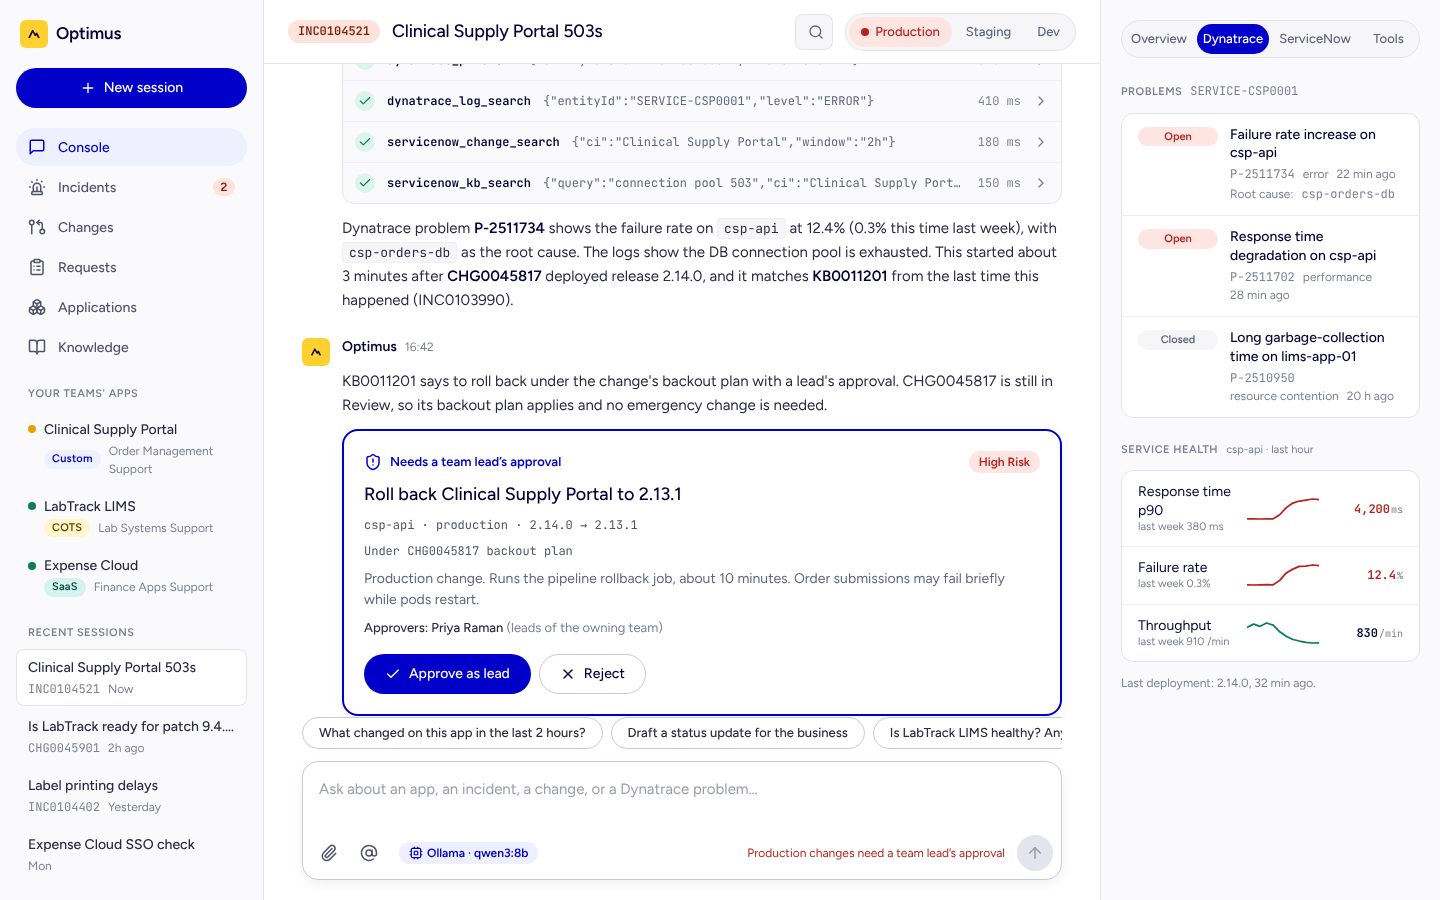 Optimus
New session
Console
Incidents 2
Changes
Requests
Applications
Knowledge
YOUR TEAMS' APPS
Clinical Supply Portal
Custom Order Management Support
LabTrack LIMS
COTS Lab Systems Support
Expense Cloud
SaaS Finance Apps Support
RECENT SESSIONS
Clinical Supply Portal 503s
INC0104521 Now
Is LabTrack ready for patch 9.4....
CHG0045901 2h ago
Label printing delays
INC0104402 Yesterday
Expense Cloud SSO check
Mon
INC0104521 Clinical Supply Portal 503s
Production Staging Dev
dynatrace_log_search {"entityId":"SERVICE-CSP0001","level":"ERROR"} 410 ms
servicenow_change_search {"ci":"Clinical Supply Portal","window":"2h"} 180 ms
servicenow_kb_search {"query":"connection pool 503","ci":"Clinical Supply Port… 150 ms
Dynatrace problem P-2511734 shows the failure rate on csp-api at 12.4% (0.3% this time last week), with
csp-orders-db as the root cause. The logs show the DB connection pool is exhausted. This started about
3 minutes after CHG0045817 deployed release 2.14.0, and it matches KB0011201 from the last time this
happened (INC0103990).
Optimus 16:42
KB0011201 says to roll back under the change's backout plan with a lead's approval. CHG0045817 is still in
Review, so its backout plan applies and no emergency change is needed.
Needs a team lead’s approval High Risk
Roll back Clinical Supply Portal to 2.13.1
csp-api · production · 2.14.0 → 2.13.1
Under CHG0045817 backout plan
Production change. Runs the pipeline rollback job, about 10 minutes. Order submissions may fail briefly
while pods restart.
Approvers: Priya Raman (leads of the owning team)
Approve as lead Reject
What changed on this app in the last 2 hours? Draft a status update for the business Is LabTrack LIMS healthy? Any
Ask about an app, an incident, a change, or a Dynatrace problem…
Ollama · qwen3:8b Production changes need a team lead’s approval
Overview Dynatrace ServiceNow Tools
PROBLEMS SERVICE-CSP0001
Open Failure rate increase on
csp-api
P-2511734 error 22 min ago
Root cause: csp-orders-db
Open Response time
degradation on csp-api
P-2511702 performance
28 min ago
Closed Long garbage-collection
time on lims-app-01
P-2510950
resource contention 20 h ago
SERVICE HEALTH csp-api · last hour
Response time
p90
last week 380 ms
4,200ms
Failure rate
last week 0.3%
12.4%
Throughput
last week 910 /min
830/min
Last deployment: 2.14.0, 32 min ago.